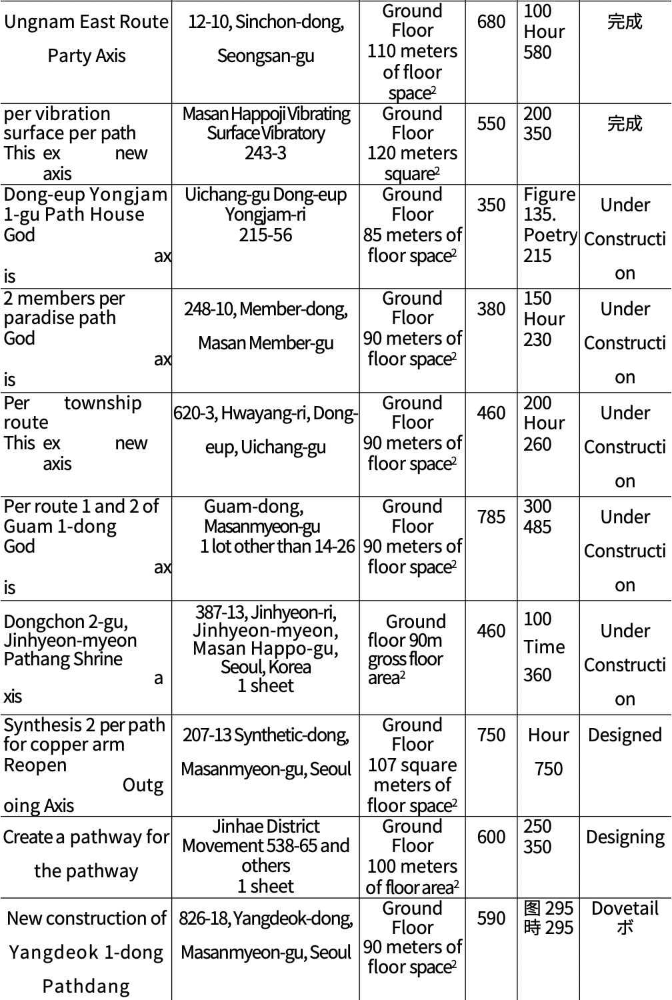 Ungnam East Route
Party Axis
12-10, Sinchon-dong,
Seongsan-gu
Ground
Floor
110 meters
of floor
space²
680
100
Hour
580
完成
per vibration
surface per path
This ex new
axis
Masan Happoji Vibrating
Surface Vibratory
243-3
Ground
Floor
120 meters
square²
550
200
350
完成
Dong-eup Yongjam
1-gu Path House
God
ax
is
Uichang-gu Dong-eup
Yongjam-ri
215-56
Ground
Floor
85 meters of
floor space²
350
Figure
135.
Poetry
215
Under
Constructi
on
2 members per
paradise path
God
ax
is
248-10, Member-dong,
Masan Member-gu
Ground
Floor
90 meters of
floor space²
380
150
Hour
230
Under
Constructi
on
Per township
route
This ex new
axis
620-3, Hwayang-ri, Dong-
eup, Uichang-gu
Ground
Floor
90 meters of
floor space²
460
200
Hour
260
Under
Constructi
on
Per route 1 and 2 of
Guam 1-dong
God
ax
is
Guam-dong,
Masanmyeon-gu
1 lot other than 14-26
Ground
Floor
90 meters of
floor space²
785
300
485
Under
Constructi
on
Dongchon 2-gu,
Jinhyeon-myeon
Pathang Shrine
a
xis
387-13, Jinhyeon-ri,
Jinhyeon-myeon,
Masan Happo-gu,
Seoul, Korea
1 sheet
Ground
floor 90m
gross floor
area²
460
100
Time
360
Under
Constructi
on
Synthesis 2 per path
for copper arm
Reopen
Outg
oing Axis
207-13 Synthetic-dong,
Masanmyeon-gu, Seoul
Ground
Floor
107 square
meters of
floor space²
750
Hour
750
Designed
Create a pathway for
the pathway
Jinhae District
Movement 538-65 and
others
1 sheet
Ground
Floor
100 meters
of floor area²
600
250
350
Designing
New construction of
Yangdeok 1-dong
Pathdang
826-18, Yangdeok-dong,
Masanmyeon-gu, Seoul
Ground
Floor
90 meters of
floor space²
590
图 295
時 295
Dovetail
ボ